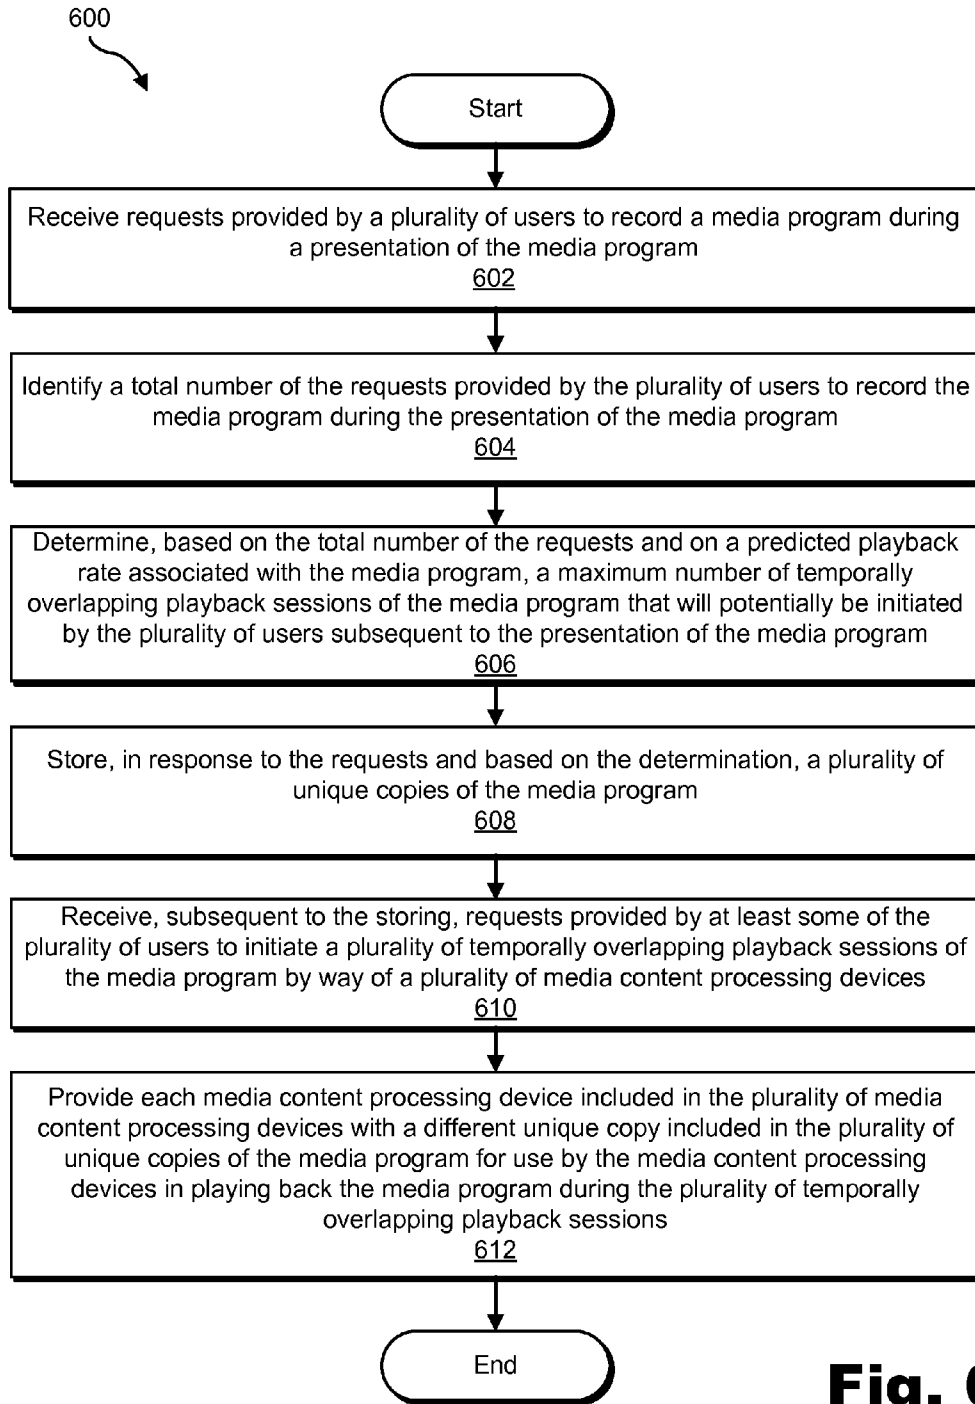 600
Start
Receive requests provided by a plurality of users to record a media program during
a presentation of the media program
602
Identify a total number of the requests provided by the plurality of users to record the
media program during the presentation of the media program
604
Determine, based on the total number of the requests and on a predicted playback
rate associated with the media program, a maximum number of temporally
overlapping playback sessions of the media program that will potentially be initiated
by the plurality of users subsequent to the presentation of the media program
606
Store, in response to the requests and based on the determination, a plurality of
unique copies of the media program
608
Receive, subsequent to the storing, requests provided by at least some of the
plurality of users to initiate a plurality of temporally overlapping playback sessions of
the media program by way of a plurality of media content processing devices
610
Provide each media content processing device included in the plurality of media
content processing devices with a different unique copy included in the plurality of
unique copies of the media program for use by the media content processing
devices in playing back the media program during the plurality of temporally
overlapping playback sessions
612
End
Fig.